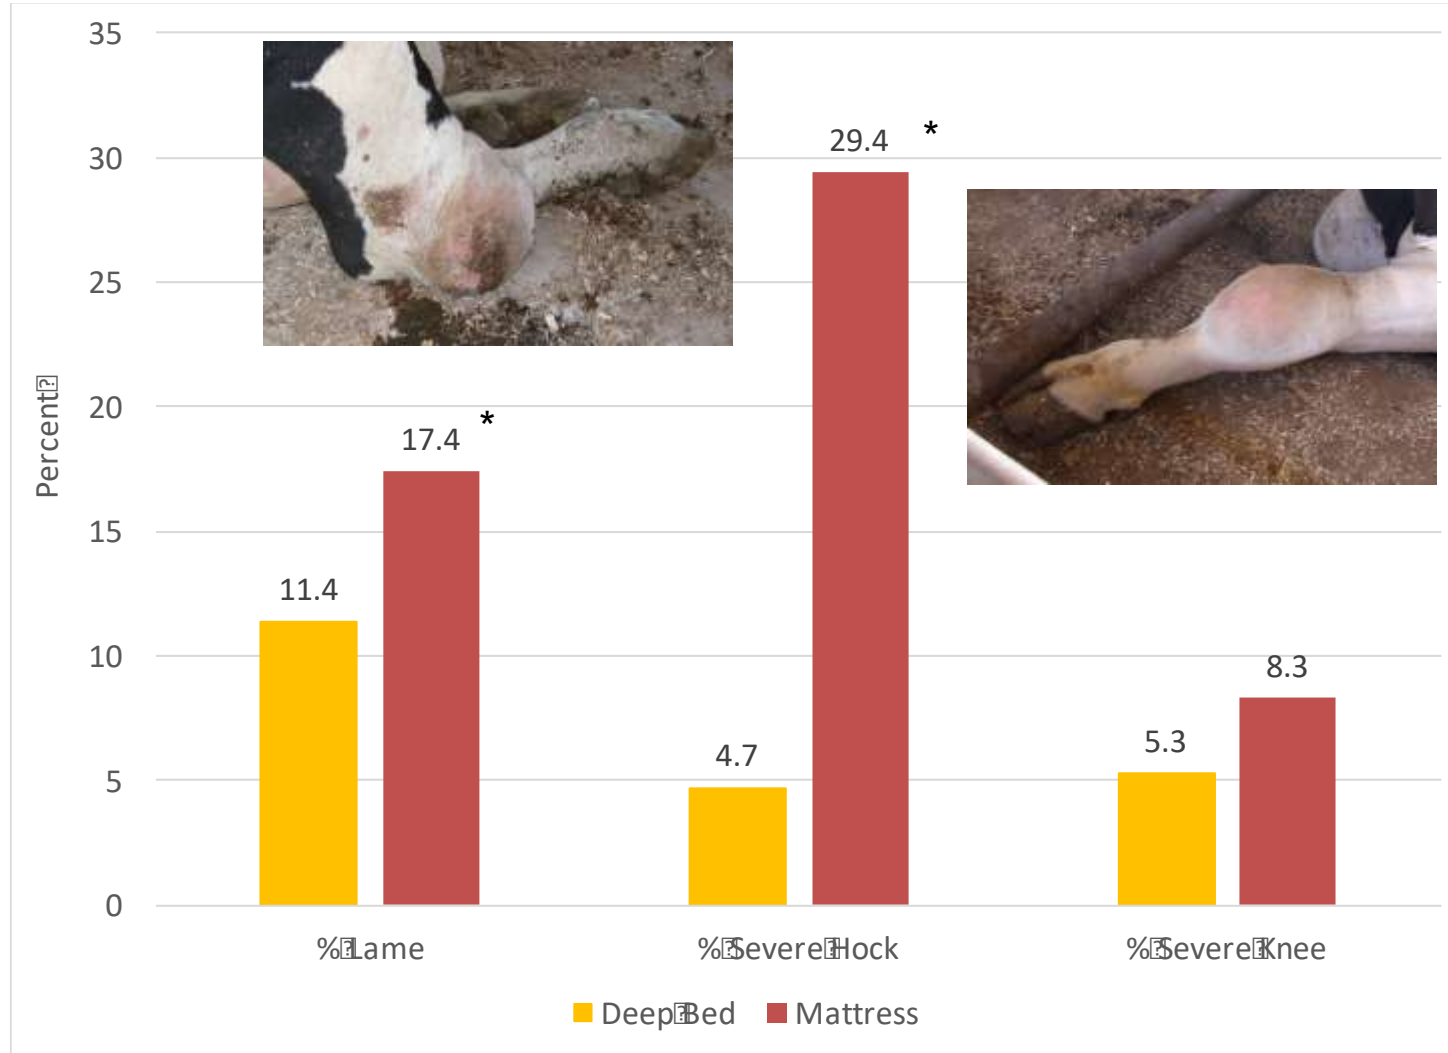 35
30
25
20
15
10
5
0
Percent�
29.4 *
17.4 *
11.4
4.7
5.3
8.3
%�Lame
%�Severe�Hock
%�Severe�Knee
Deep�Bed
Mattress